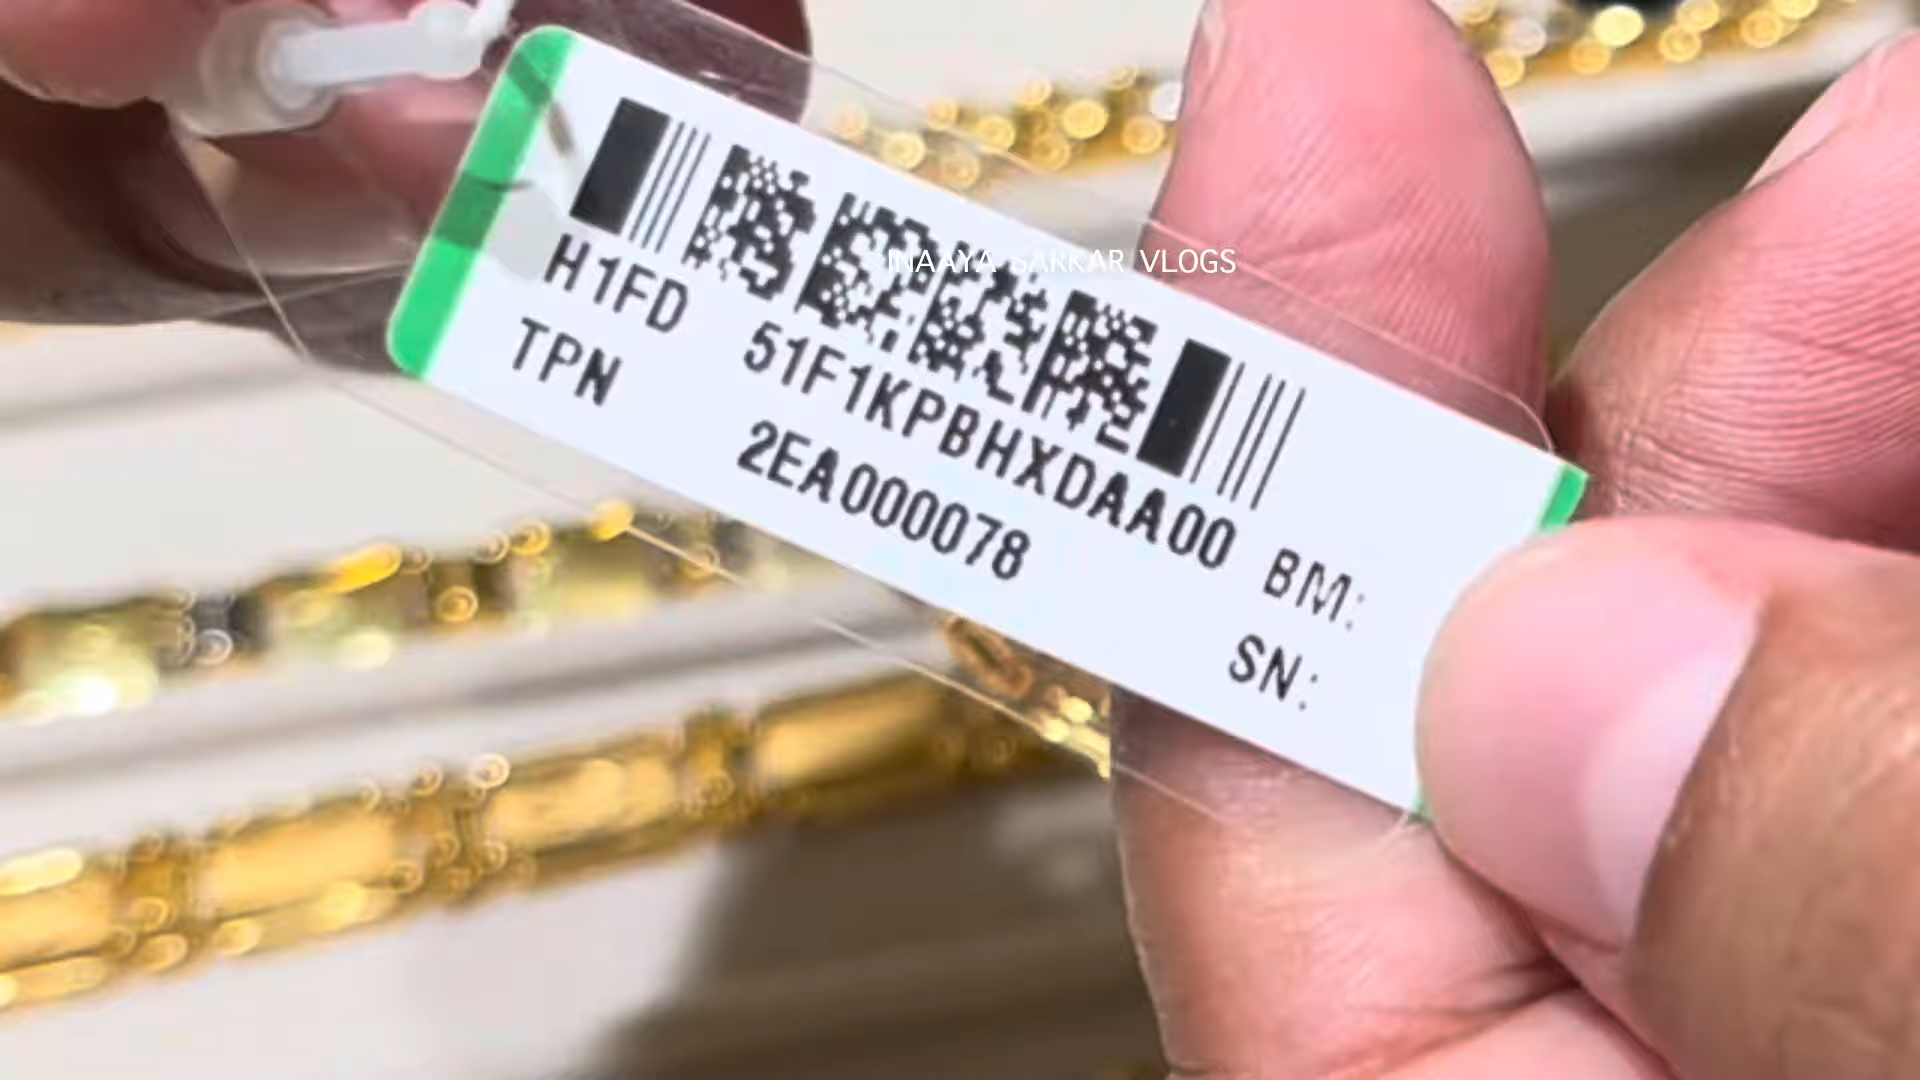 INAAYA SARKAR VLOGS
H1FD 51F1KPBHXDAA00 BM:
TPN 2EA000078 SN: